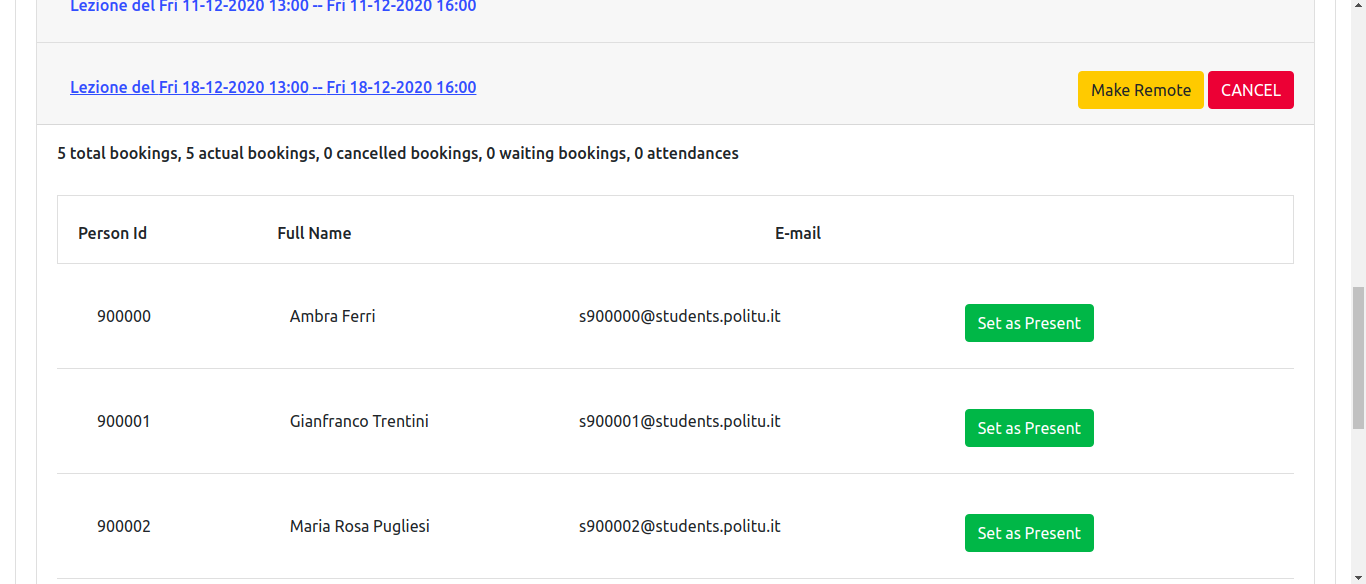 Lezione del Fri 11-12-2020 13:00 -- Fri 11-12-2020 16:00
Lezione del Fri 18-12-2020 13:00 -- Fri 18-12-2020 16:00 Make Remote CANCEL
5 total bookings, 5 actual bookings, 0 cancelled bookings, 0 waiting bookings, 0 attendances
Person Id Full Name E-mail
900000 Ambra Ferri s900000@students.politu.it Set as Present
900001 Gianfranco Trentini s900001@students.politu.it Set as Present
900002 Maria Rosa Pugliesi s900002@students.politu.it Set as Present